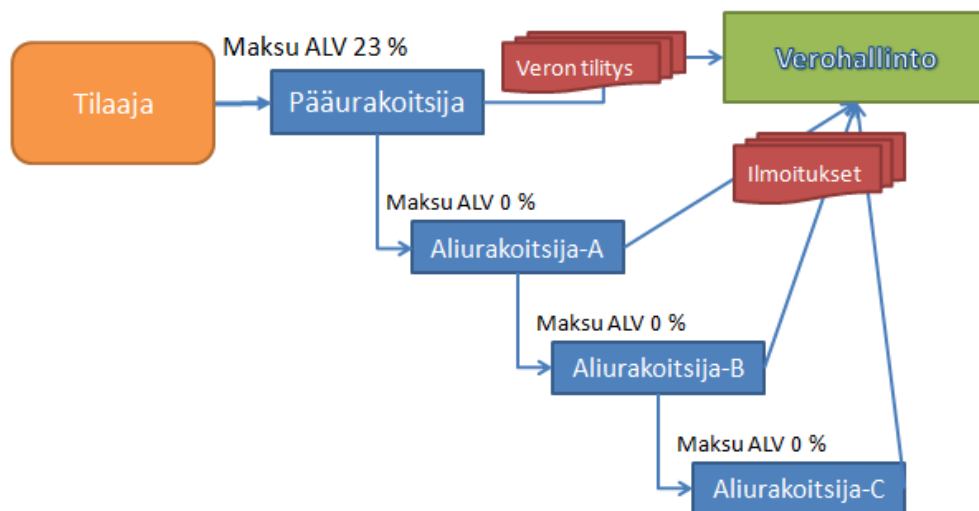 Maksu ALV 23 %
Tilaaja
Pääurakoitsija
Veron tilitys
Verohallinto
Ilmoitukset
Maksu ALV 0 %
Aliurakoitsija-A
Maksu ALV 0 %
Aliurakoitsija-B
Maksu ALV 0 %
Aliurakoitsija-C